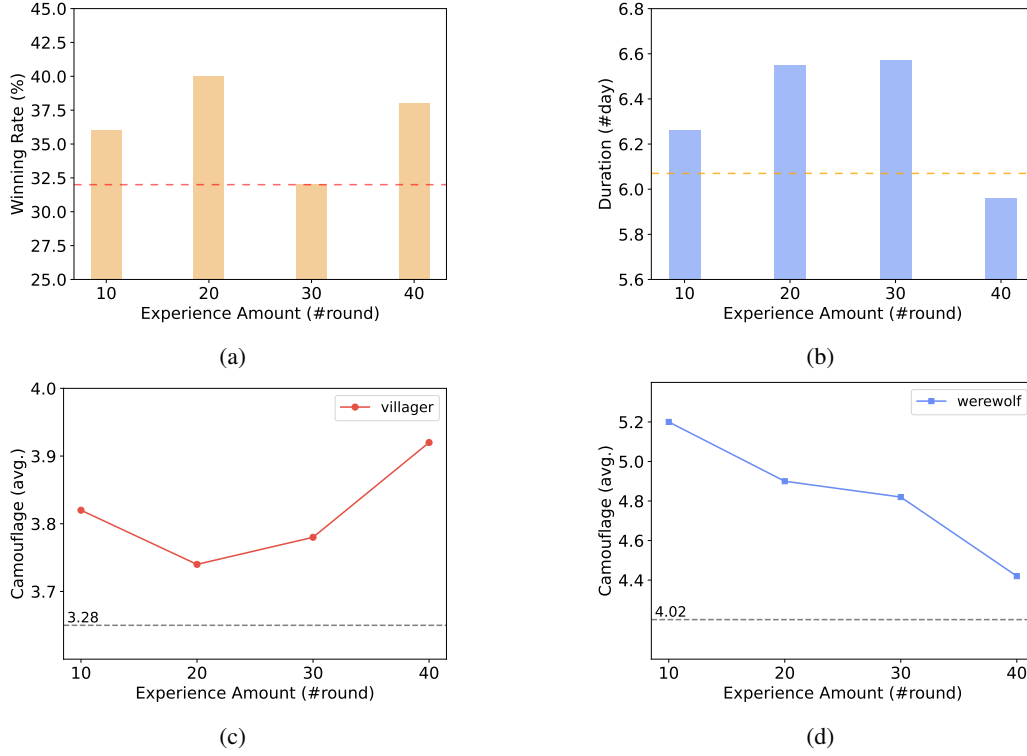 45.0
42.5
40.0
37.5
35.0
32.5
30.0
27.5
25.0
Winning Rate (%)
10 20 30 40
Experience Amount (#round)
(a)
6.8
6.6
6.4
6.2
6.0
5.8
5.6
Duration (#day)
10 20 30 40
Experience Amount (#round)
(b)
4.0
3.9
3.8
3.7
Camouflage (avg.)
villager
3.28
10 20 30 40
Experience Amount (#round)
(c)
5.2
5.0
4.8
4.6
4.4
Camouflage (avg.)
werewolf
4.02
10 20 30 40
Experience Amount (#round)
(d)